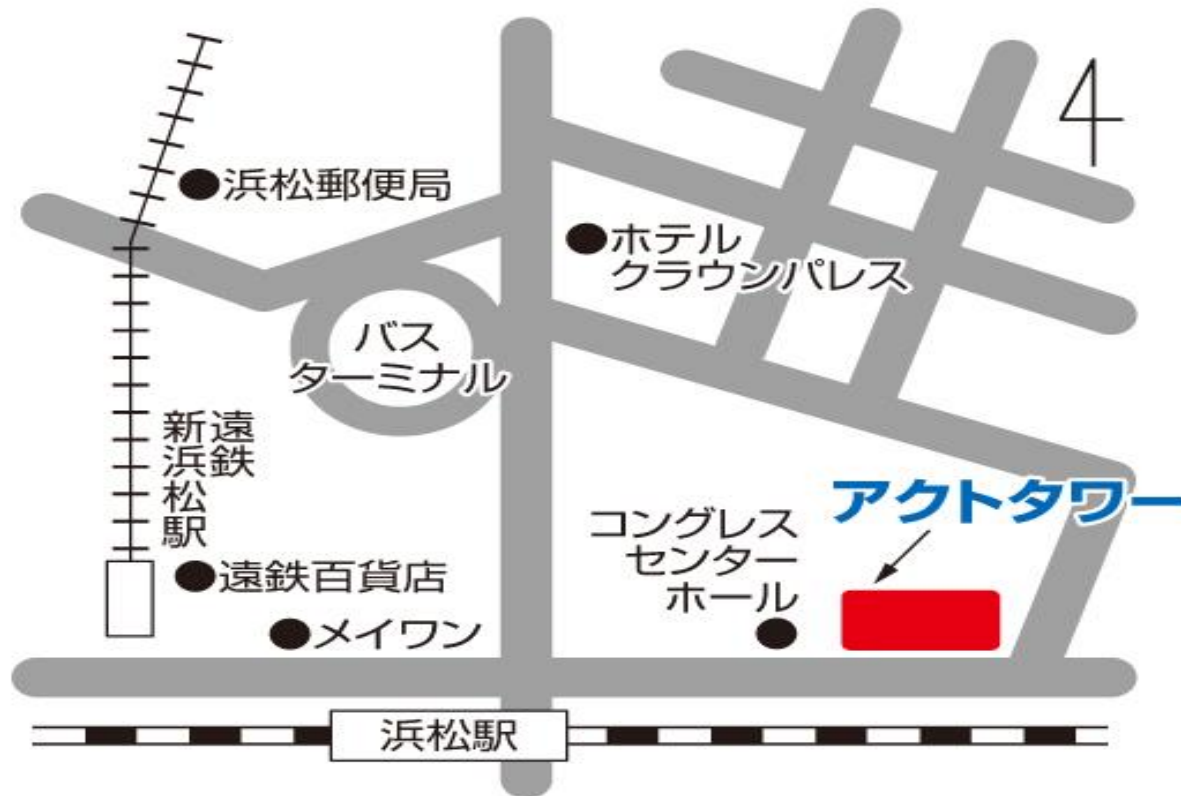 浜松郵便局
ホテル
クラウンパレス
バス
ターミナル
遠鉄
新浜松駅
アクトタワー
コングレス
センター
ホール
遠鉄百貨店
メイワン
浜松駅